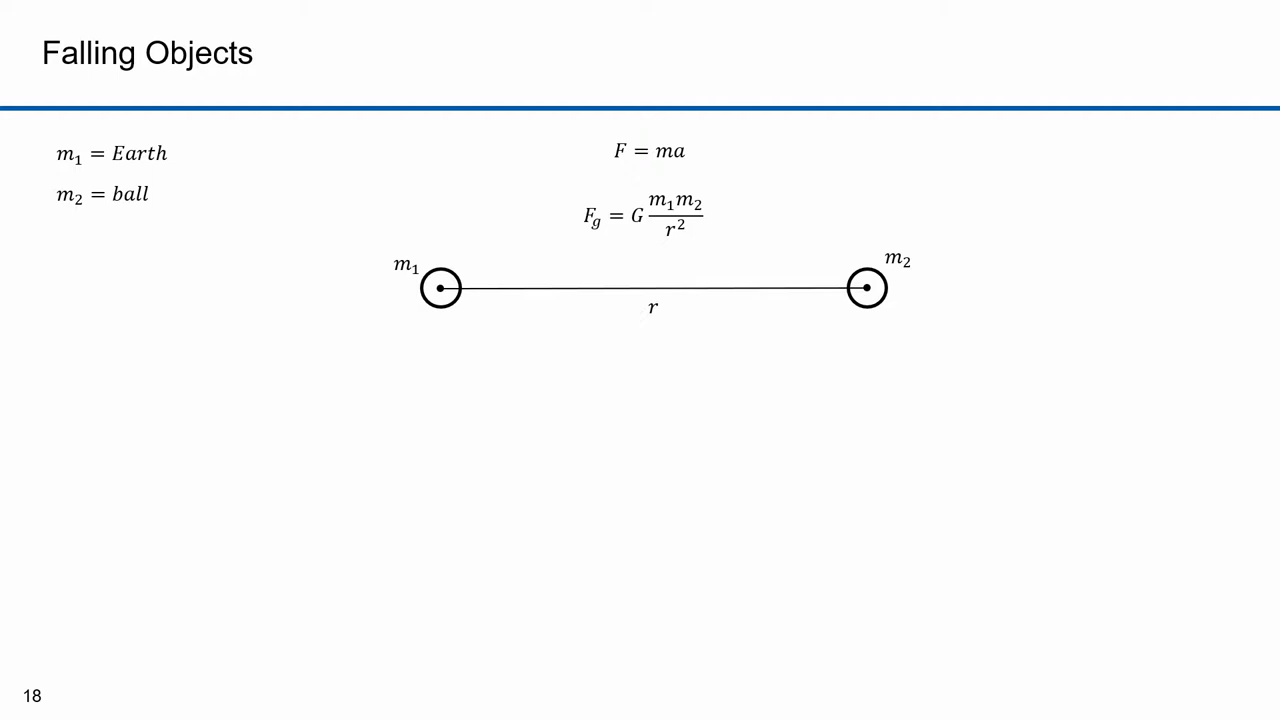 Falling Objects
m₁ = Earth
m₂ = ball
F = ma
F_g = G m₁m₂ / r²
m₁
m₂
r
18